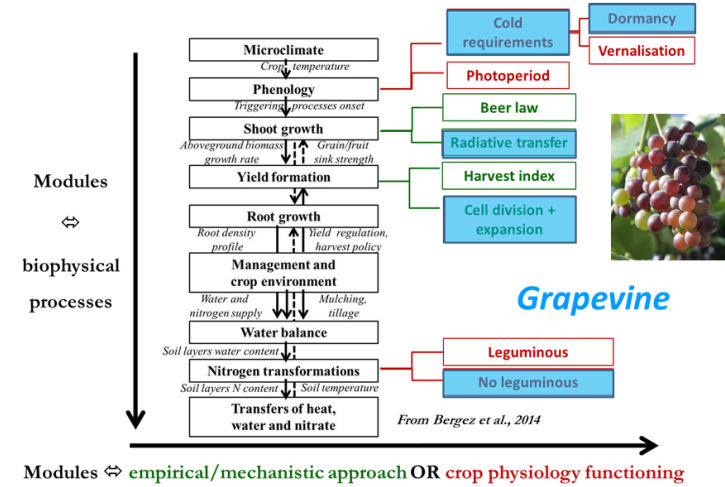 Cold
requirements
Dormancy
Vernalisation
Photoperiod
Microclimate
Crop temperature
Phenology
Triggering processes onset
Shoot growth
Beer law
Radiative transfer
Aboveground biomass
growth rate
Grain/fruit
sink strength
Yield formation
Harvest index
Cell division +
expansion
Root growth
Root density
profile
Yield regulation,
harvest policy
Management and
crop environment
Water and
nitrogen supply
Mulching,
tillage
Water balance
Soil layers water content
Nitrogen transformations
Leguminous
No leguminous
Soil layers N content
Soil temperature
Transfers of heat,
water and nitrate
Modules
⇔
biophysical
processes
Grapevine
From Bergez et al., 2014
Modules ⇔ empirical/mechanistic approach OR crop physiology functioning